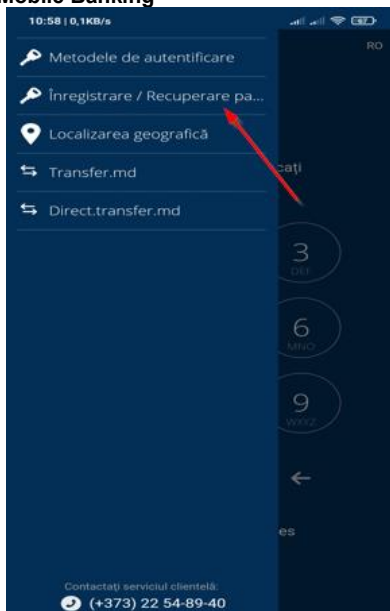 Mobile Banking
10:58 | 0,1KB/s
RO
Metodele de autentificare
Înregistrare / Recuperare pa...
Localizarea geografică
cați
Transfer.md
Direct.transfer.md
3
DEF
6
MNO
9
WXYZ
es
Contactați serviciul clientelă:
(+373) 22 54-89-40